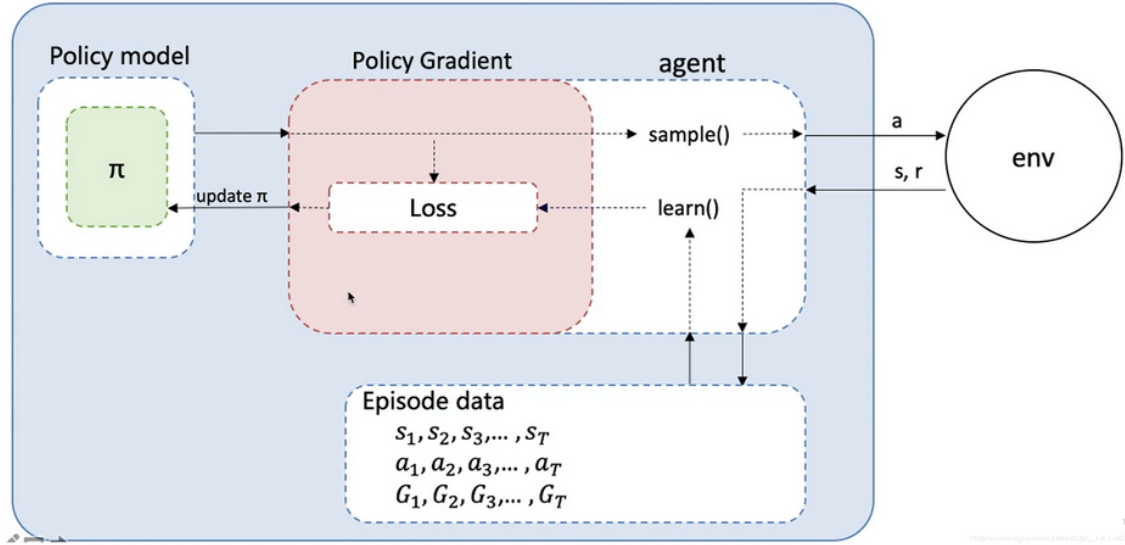 Policy model
Policy Gradient
agent
π
sample()
a
env
s, r
update π
Loss
learn()
Episode data
s₁, s₂, s₃,... , s_T
a₁, a₂, a₃,... , a_T
G₁, G₂, G₃,... , G_T